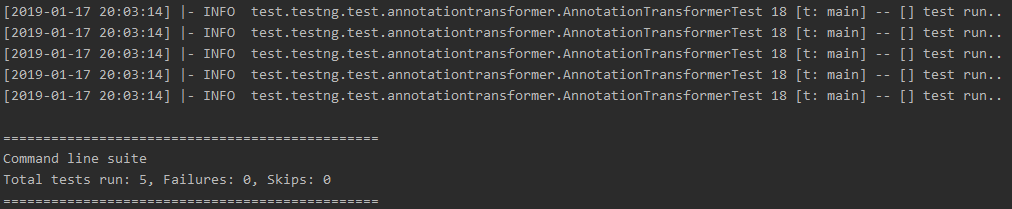 [2019-01-17 20:03:14] |- INFO  test.testng.test.annotationtransformer.AnnotationTransformerTest 18 [t: main] -- [] test run..
[2019-01-17 20:03:14] |- INFO  test.testng.test.annotationtransformer.AnnotationTransformerTest 18 [t: main] -- [] test run..
[2019-01-17 20:03:14] |- INFO  test.testng.test.annotationtransformer.AnnotationTransformerTest 18 [t: main] -- [] test run..
[2019-01-17 20:03:14] |- INFO  test.testng.test.annotationtransformer.AnnotationTransformerTest 18 [t: main] -- [] test run..
[2019-01-17 20:03:14] |- INFO  test.testng.test.annotationtransformer.AnnotationTransformerTest 18 [t: main] -- [] test run..
===============================================
Command line suite
Total tests run: 5, Failures: 0, Skips: 0
===============================================